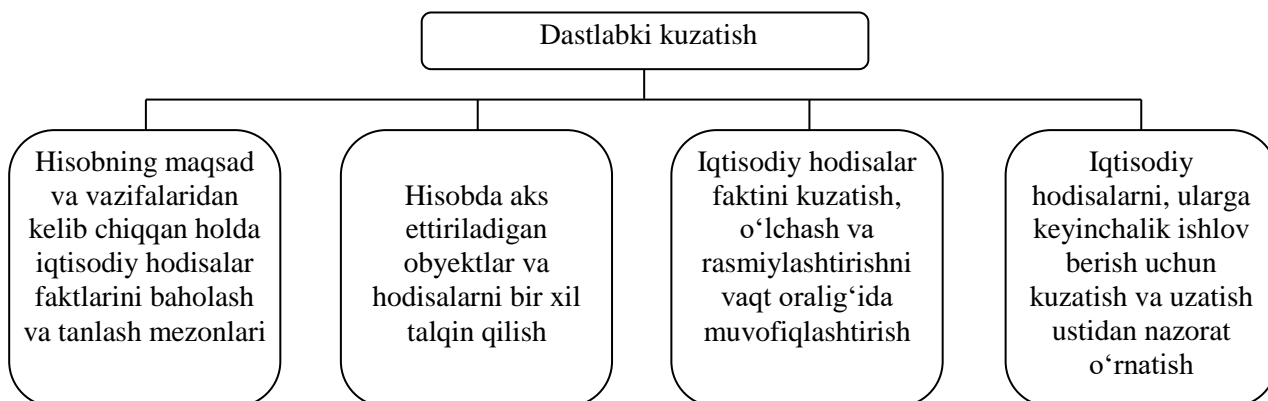 Dastlabki kuzatish
Hisobning maqsad
va vazifalaridan
kelib chiqqan holda
iqtisodiy hodisalar
faktlarini baholash
va tanlash mezonlari
Hisobda aks
ettiriladigan
obyektlar va
hodisalarni bir xil
talqin qilish
Iqtisodiy hodisalar
faktini kuzatish,
o‘lchash va
rasmiylashtirishni
vaqt oralig‘ida
muvofiqlashtirish
Iqtisodiy
hodisalarni, ularga
keyinchalik ishlov
berish uchun
kuzatish va uzatish
ustidan nazorat
o‘rnatish